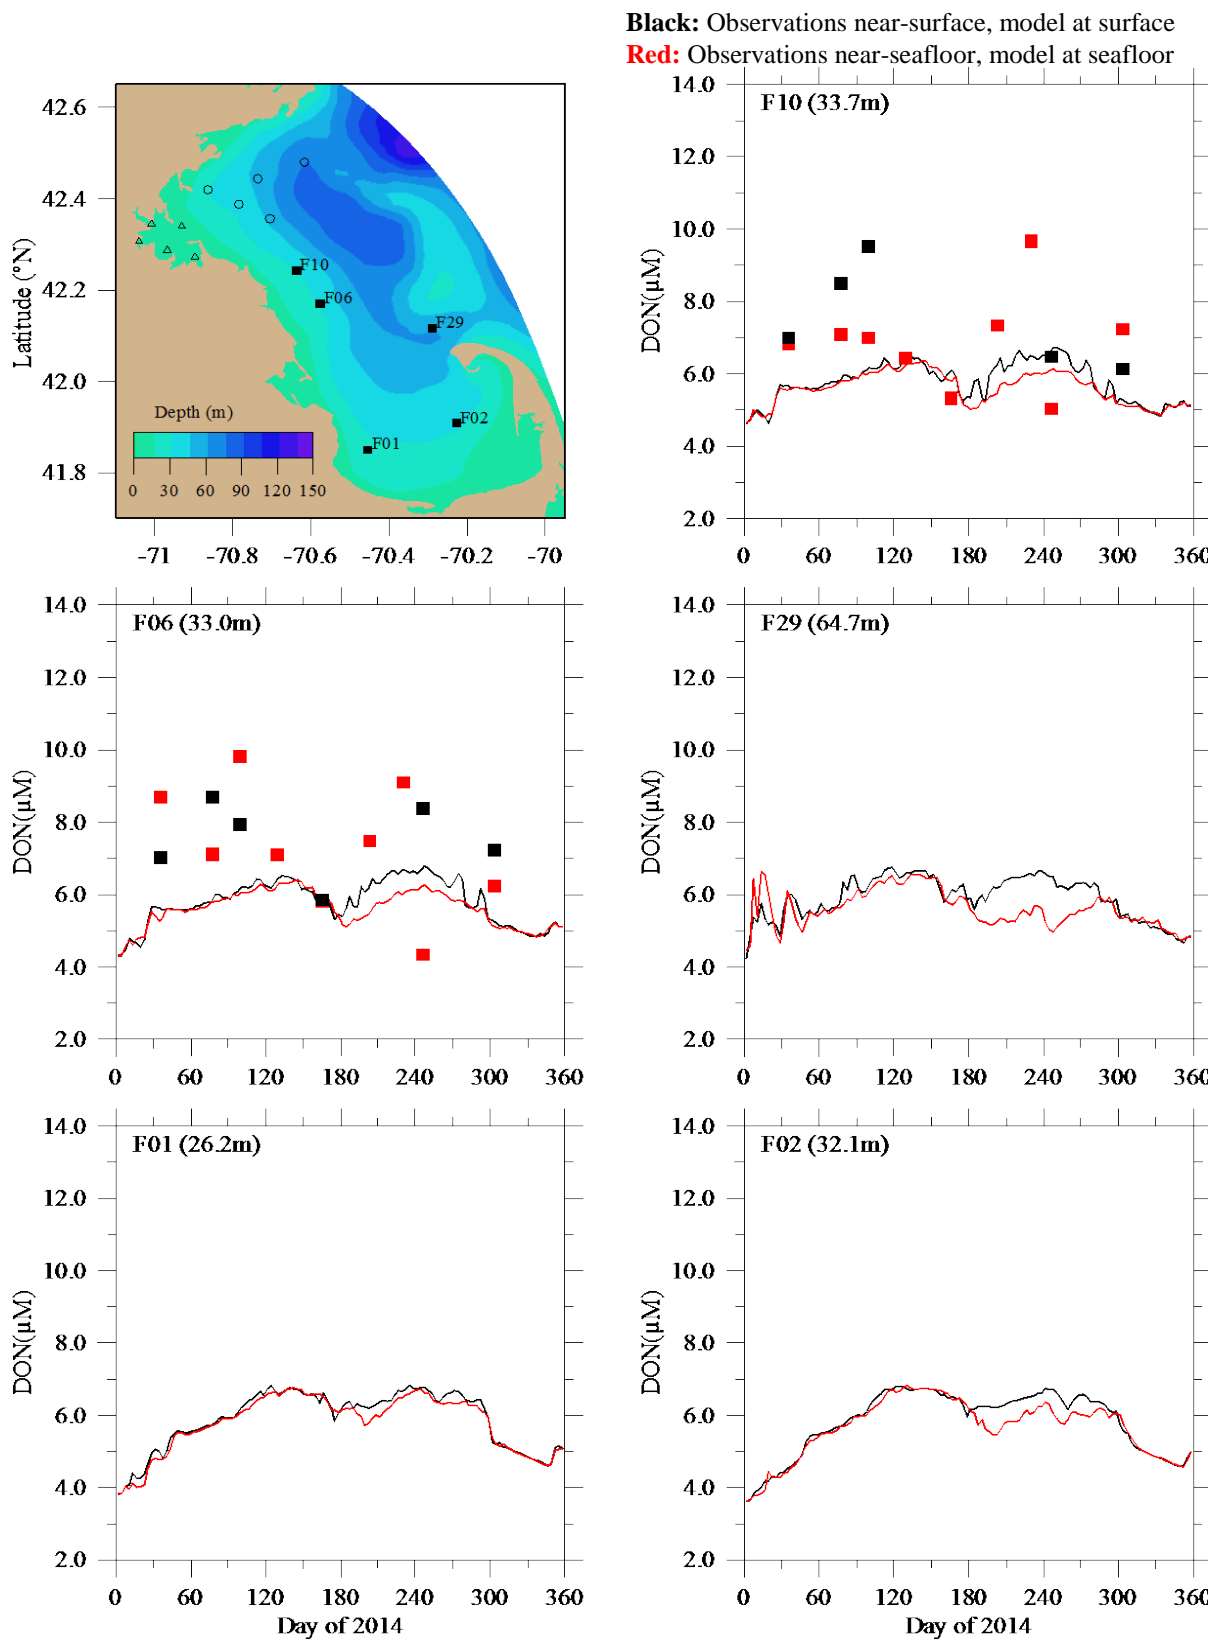 Black: Observations near-surface, model at surface
Red: Observations near-seafloor, model at seafloor
42.6
42.4
42.2
42.0
41.8
Latitude (°N)
F10
F06
F29
F02
F01
Depth (m)
0 30 60 90 120 150
-71 -70.8 -70.6 -70.4 -70.2 -70
F10 (33.7m)
14.0
12.0
10.0
8.0
6.0
4.0
2.0
DON(μM)
0 60 120 180 240 300 360
F06 (33.0m)
14.0
12.0
10.0
8.0
6.0
4.0
2.0
DON(μM)
0 60 120 180 240 300 360
F29 (64.7m)
14.0
12.0
10.0
8.0
6.0
4.0
2.0
DON(μM)
0 60 120 180 240 300 360
F01 (26.2m)
14.0
12.0
10.0
8.0
6.0
4.0
2.0
DON(μM)
0 60 120 180 240 300 360
Day of 2014
F02 (32.1m)
14.0
12.0
10.0
8.0
6.0
4.0
2.0
DON(μM)
0 60 120 180 240 300 360
Day of 2014